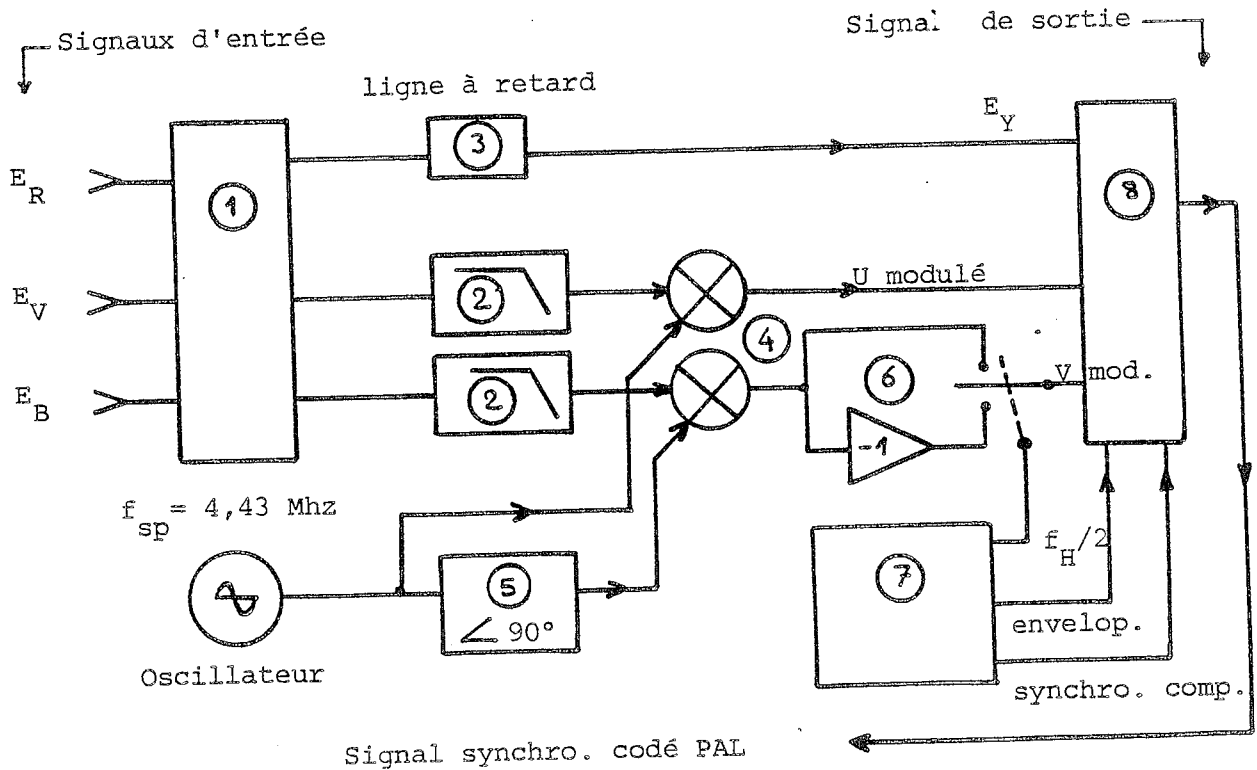 Signaux d'entrée
Signal de sortie
ligne à retard
3
E_Y
E_R
1
8
E_V
2
U modulé
4
E_B
2
6
V mod.
-1
f_sp = 4,43 Mhz
5
90°
Oscillateur
7
f_H/2
envelop.
synchro. comp.
Signal synchro. codé PAL